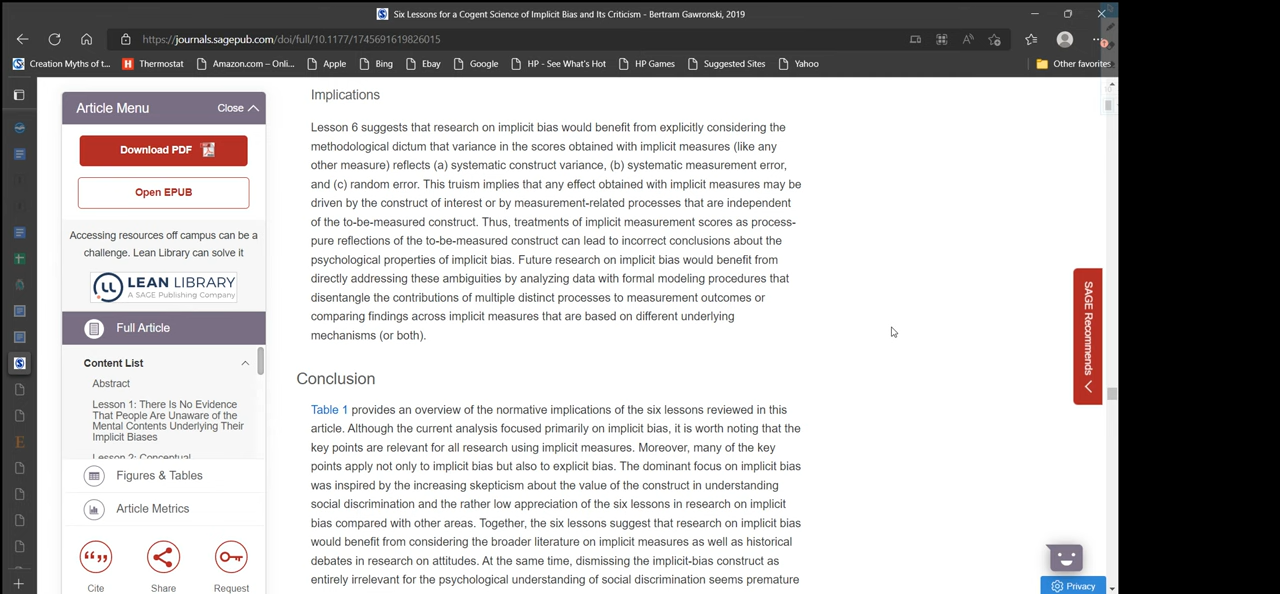 Six Lessons for a Cogent Science of Implicit Bias and Its Criticism - Bertram Gawronski, 2019
https://journals.sagepub.com/doi/full/10.1177/1745691619826015
Creation Myths of t...
Thermostat
Amazon.com – Onli...
Apple
Bing
Ebay
Google
HP - See What's Hot
HP Games
Suggested Sites
Yahoo
Other favorites
Article Menu
Close
Download PDF
Open EPUB
Accessing resources off campus can be a
challenge. Lean Library can solve it
LEAN LIBRARY
A SAGE Publishing Company
Full Article
Content List
Abstract
Lesson 1: There Is No Evidence
That People Are Unaware of the
Mental Contents Underlying Their
Implicit Biases
Lesson 2: Conceptual
Figures & Tables
Article Metrics
Cite
Share
Request
Implications
Lesson 6 suggests that research on implicit bias would benefit from explicitly considering the
methodological dictum that variance in the scores obtained with implicit measures (like any
other measure) reflects (a) systematic construct variance, (b) systematic measurement error,
and (c) random error. This truism implies that any effect obtained with implicit measures may be
driven by the construct of interest or by measurement-related processes that are independent
of the to-be-measured construct. Thus, treatments of implicit measurement scores as process-
pure reflections of the to-be-measured construct can lead to incorrect conclusions about the
psychological properties of implicit bias. Future research on implicit bias would benefit from
directly addressing these ambiguities by analyzing data with formal modeling procedures that
disentangle the contributions of multiple distinct processes to measurement outcomes or
comparing findings across implicit measures that are based on different underlying
mechanisms (or both).
Conclusion
Table 1 provides an overview of the normative implications of the six lessons reviewed in this
article. Although the current analysis focused primarily on implicit bias, it is worth noting that the
key points are relevant for all research using implicit measures. Moreover, many of the key
points apply not only to implicit bias but also to explicit bias. The dominant focus on implicit bias
was inspired by the increasing skepticism about the value of the construct in understanding
social discrimination and the rather low appreciation of the six lessons in research on implicit
bias compared with other areas. Together, the six lessons suggest that research on implicit bias
would benefit from considering the broader literature on implicit measures as well as historical
debates in research on attitudes. At the same time, dismissing the implicit-bias construct as
entirely irrelevant for the psychological understanding of social discrimination seems premature
SAGE Recommends
Privacy